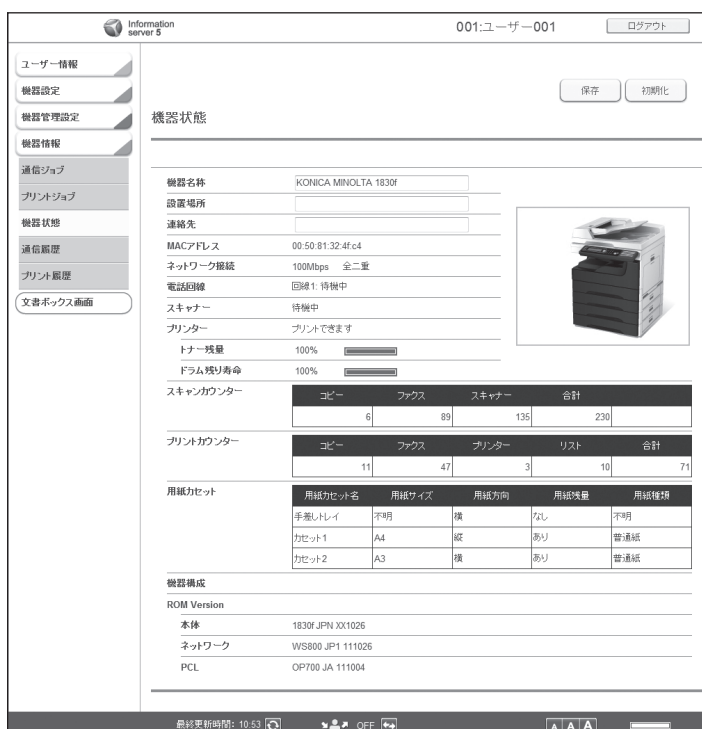 Information
server 5
001:ユーザー001
ログアウト
ユーザー情報
機器設定
機器管理設定
機器情報
通信ジョブ
プリントジョブ
機器状態
通信履歴
プリント履歴
文書ボックス画面
保存 初期化
機器状態
機器名称 KONICA MINOLTA 1830f
設置場所
連絡先
MACアドレス 00:50:81:32:4f:c4
ネットワーク接続 100Mbps 全二重
電話回線 回線1: 待機中
スキャナー 待機中
プリンター プリントできます
トナー残量 100%
ドラム残り寿命 100%
スキャンカウンター コピー ファクス スキャナー 合計
6 89 135 230
プリントカウンター コピー ファクス プリンター リスト 合計
11 47 3 10 71
用紙カセット 用紙カセット名 用紙サイズ 用紙方向 用紙残量 用紙種類
手差しトレイ 不明 横 なし 不明
カセット1 A4 縦 あり 普通紙
カセット2 A3 横 あり 普通紙
機器構成
ROM Version
本体 1830f JPN XX1026
ネットワーク WS800 JP1 111026
PCL OP700 JA 111004
最終更新時間: 10:53 OFF A A A